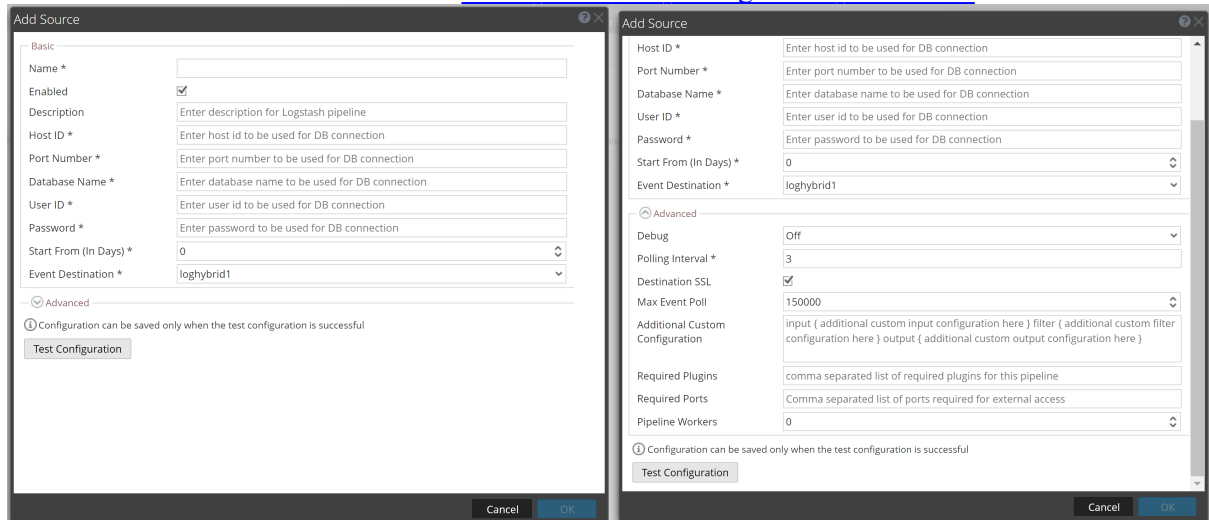 Add Source
Basic
Name *
Enabled
Description Enter description for Logstash pipeline
Host ID * Enter host id to be used for DB connection
Port Number * Enter port number to be used for DB connection
Database Name * Enter database name to be used for DB connection
User ID * Enter user id to be used for DB connection
Password * Enter password to be used for DB connection
Start From (In Days) * 0
Event Destination * loghybrid1
Advanced
Configuration can be saved only when the test configuration is successful
Test Configuration
Cancel OK
Add Source
Host ID * Enter host id to be used for DB connection
Port Number * Enter port number to be used for DB connection
Database Name * Enter database name to be used for DB connection
User ID * Enter user id to be used for DB connection
Password * Enter password to be used for DB connection
Start From (In Days) * 0
Event Destination * loghybrid1
Advanced
Debug Off
Polling Interval * 3
Destination SSL
Max Event Poll 150000
Additional Custom input { additional custom input configuration here } filter { additional custom filter
Configuration configuration here } output { additional custom output configuration here }
Required Plugins comma separated list of required plugins for this pipeline
Required Ports Comma separated list of ports required for external access
Pipeline Workers 0
Configuration can be saved only when the test configuration is successful
Test Configuration
Cancel OK